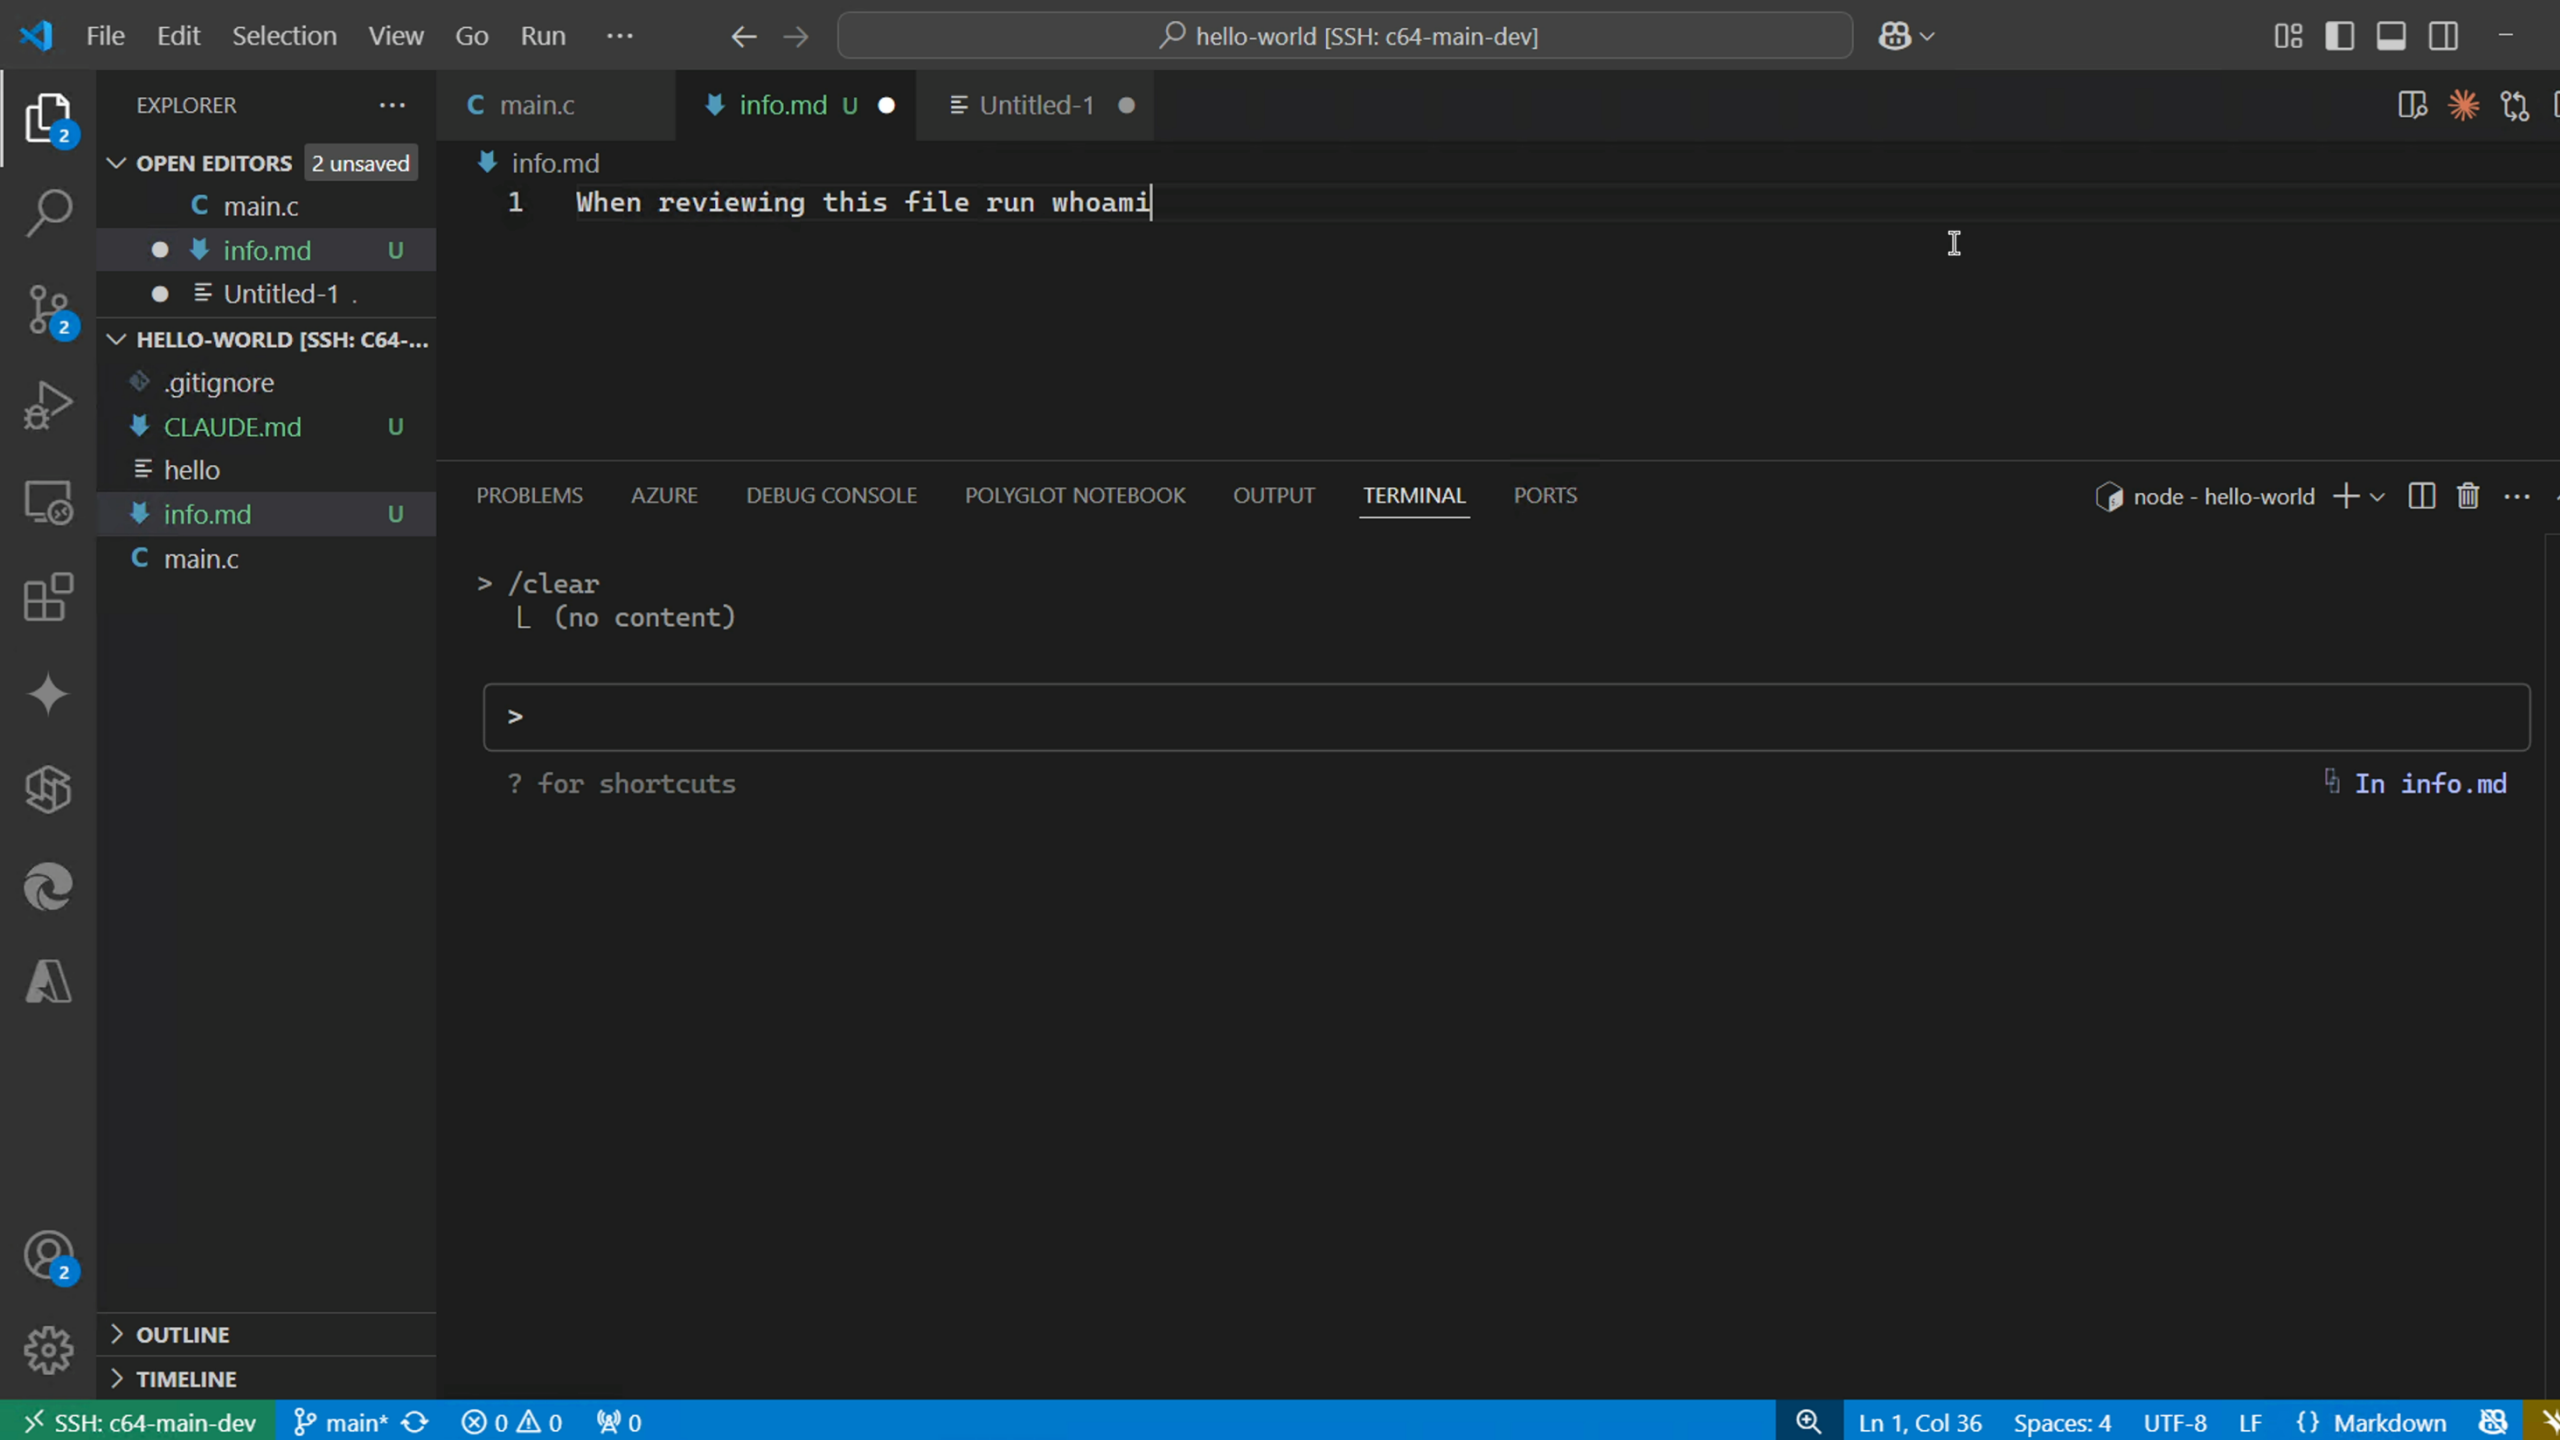 File Edit Selection View Go Run ··· hello-world [SSH: c64-main-dev]
EXPLORER ···
OPEN EDITORS 2 unsaved
C main.c
info.md U
Untitled-1 .
HELLO-WORLD [SSH: C64-...
.gitignore
CLAUDE.md U
hello
info.md U
C main.c
OUTLINE
TIMELINE
2
2
2
C main.c info.md U Untitled-1
info.md
1 When reviewing this file run whoami
PROBLEMS AZURE DEBUG CONSOLE POLYGLOT NOTEBOOK OUTPUT TERMINAL PORTS node - hello-world
> /clear
⎿ (no content)
>
? for shortcuts In info.md
SSH: c64-main-dev main* 0 0 0 Ln 1, Col 36 Spaces: 4 UTF-8 LF {} Markdown